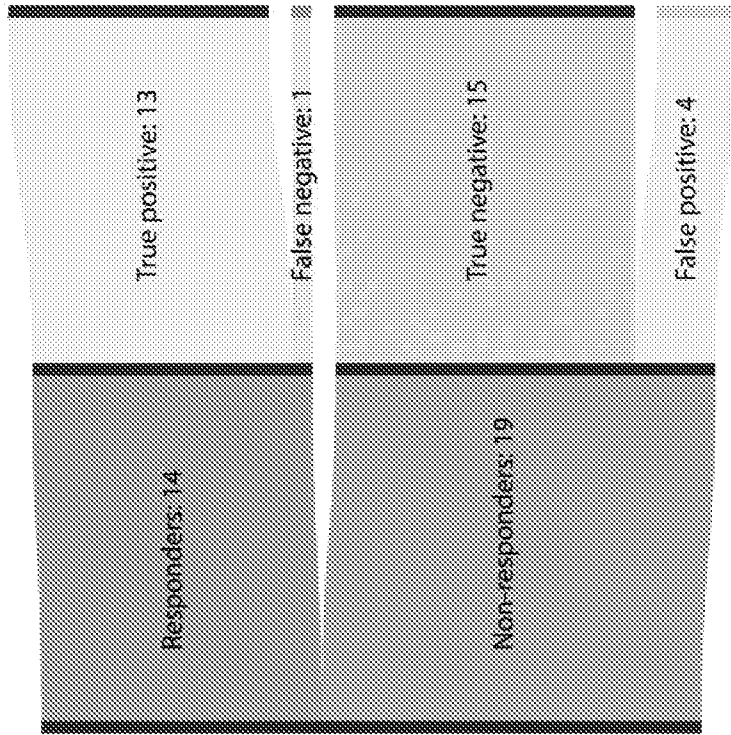 Responders: 14
Non-responders: 19
True positive: 13
False negative: 1
True negative: 15
False positive: 4